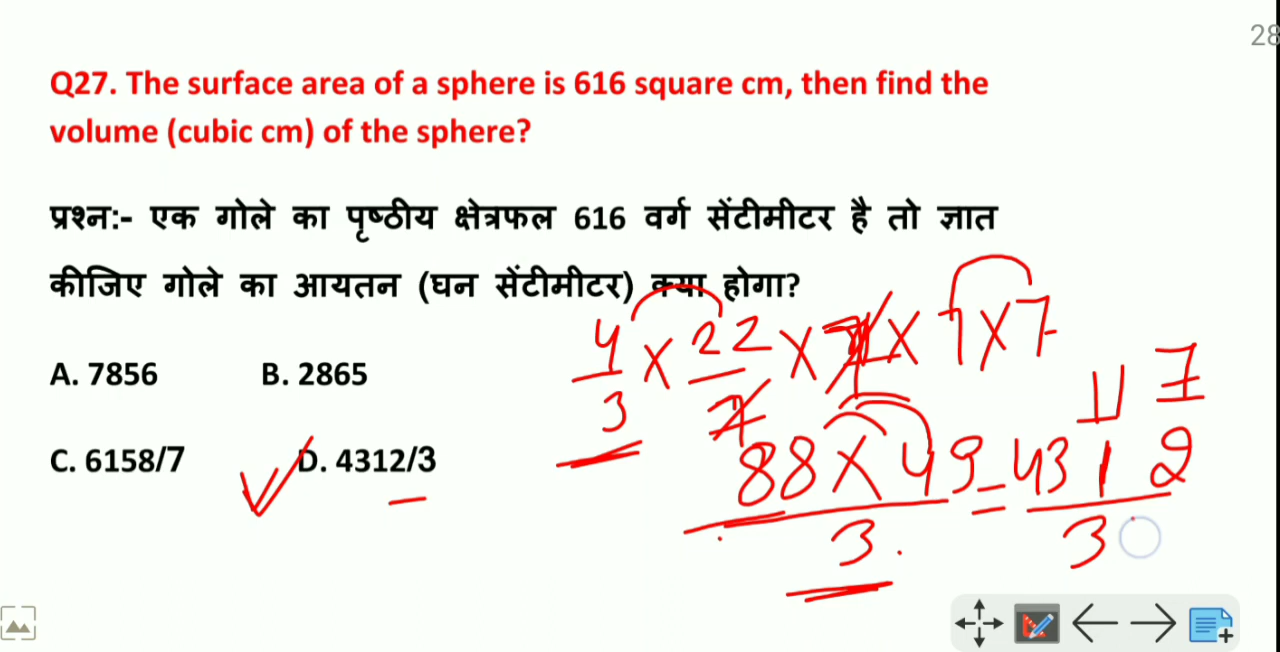 28
Q27. The surface area of a sphere is 616 square cm, then find the
volume (cubic cm) of the sphere?
प्रश्न:- एक गोले का पृष्ठीय क्षेत्रफल 616 वर्ग सेंटीमीटर है तो ज्ञात
कीजिए गोले का आयतन (घन सेंटीमीटर) क्या होगा?
4/3 × 22/7 × 7 × 7 × 7
A. 7856 B. 2865
11 7
C. 6158/7 D. 4312/3
88 × 49/3 = 4312/3